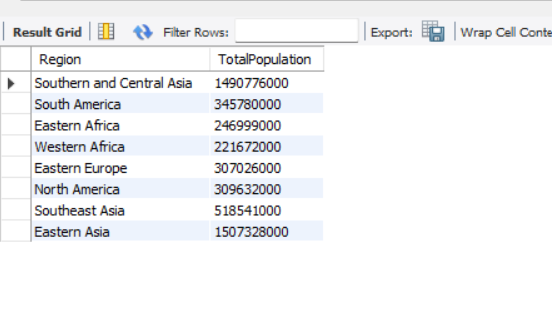 Result Grid Filter Rows: Export: Wrap Cell Conte
Region TotalPopulation
Southern and Central Asia 1490776000
South America 345780000
Eastern Africa 246999000
Western Africa 221672000
Eastern Europe 307026000
North America 309632000
Southeast Asia 518541000
Eastern Asia 1507328000